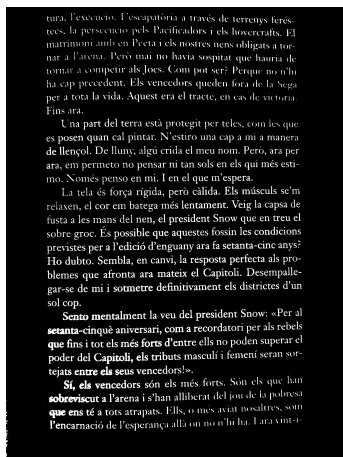 tura, l'execució. l'escapatòria a través de terrenys ferés-
tecs, la persecució pels Pacificadors i els hovercrafts. El
matrimoni amb en Peeta i els nostres nens obligats a tor-
nar a l'arena. Però mai no havia sospitat que hauria de
tornar a competir als Jocs. Com pot ser? Perquè no n'hi
ha cap precedent. Els vencedors queden fora de la Sega
per a tota la vida. Aquest era el tracte, en cas de victòria.
Fins ara.
Una part del terra està protegit per teles, com les que
es posen quan cal pintar. N'estiro una cap a mi a manera
de llençol. De lluny, algú crida el meu nom. Però, ara per
ara, em permeto no pensar ni tan sols en els qui més esti-
mo. Només penso en mi. I en el que m'espera.
La tela és força rígida, però càlida. Els músculs se'm
relaxen, el cor em batega més lentament. Veig la capsa de
fusta a les mans del nen, el president Snow que en treu el
sobre groc. És possible que aquestes fossin les condicions
previstes per a l'edició d'enguany ara fa setanta-cinc anys?
Ho dubto. Sembla, en canvi, la resposta perfecta als pro-
blemes que afronta ara mateix el Capitoli. Desempalle-
gar-se de mi i sotmetre definitivament els districtes d'un
sol cop.
Sento mentalment la veu del president Snow: «Per al
setanta-cinquè aniversari, com a recordatori per als rebels
que fins i tot els més forts d'entre ells no poden superar el
poder del Capitoli, els tributs masculí i femení seran sor-
tejats entre els seus vencedors!».
Sí, els vencedors són els més forts. Són els que han
sobreviscut a l'arena i s'han alliberat del jou de la pobresa
que ens té a tots atrapats. Ells, o més aviat nosaltres, som
l'encarnació de l'esperança allà on no n'hi ha. I ara vint-i-